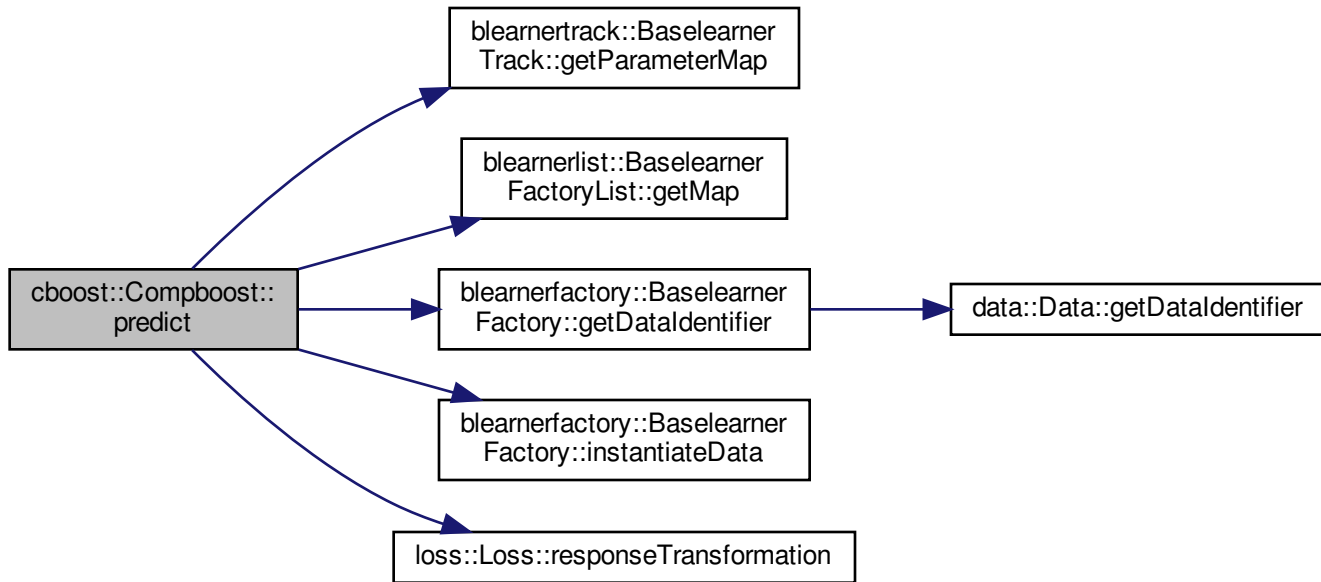 blearnertrack::Baselearner
Track::getParameterMap
blearnerlist::Baselearner
FactoryList::getMap
cboost::Compboost::
predict
blearnerfactory::Baselearner
Factory::getDataIdentifier
data::Data::getDataIdentifier
blearnerfactory::Baselearner
Factory::instantiateData
loss::Loss::responseTransformation